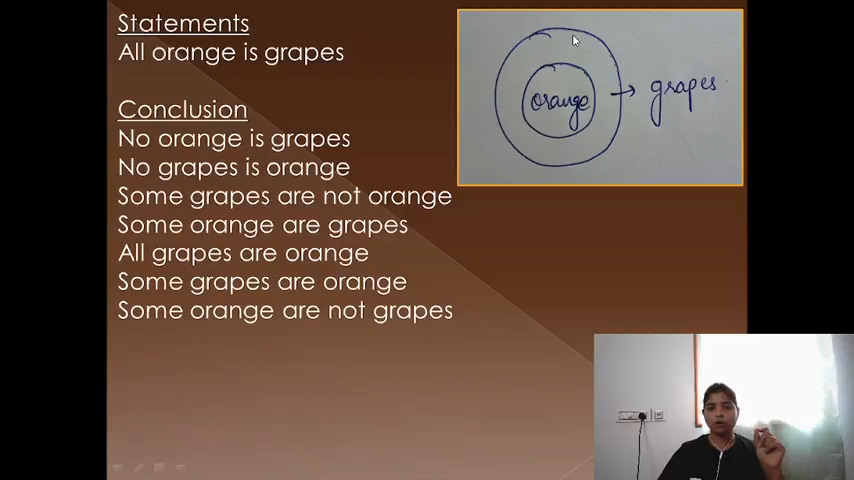 Statements
All orange is grapes
Conclusion
No orange is grapes
No grapes is orange
Some grapes are not orange
Some orange are grapes
All grapes are orange
Some grapes are orange
Some orange are not grapes
orange
grapes